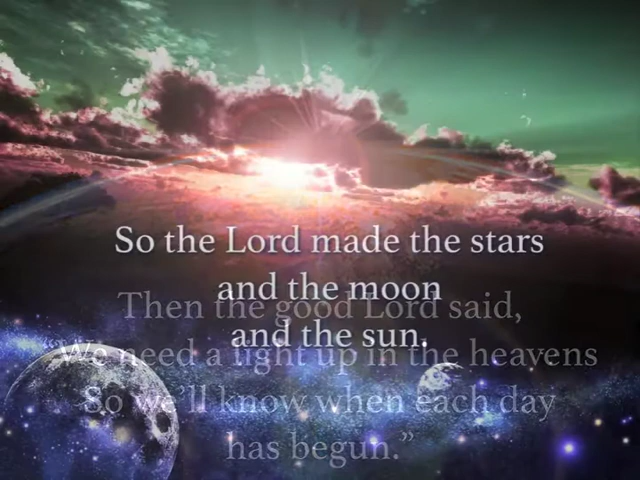 So the Lord made the stars
and the moon
and the sun.
Then the good Lord said,
“We need a light up in the heavens
So we’ll know when each day
has begun.”